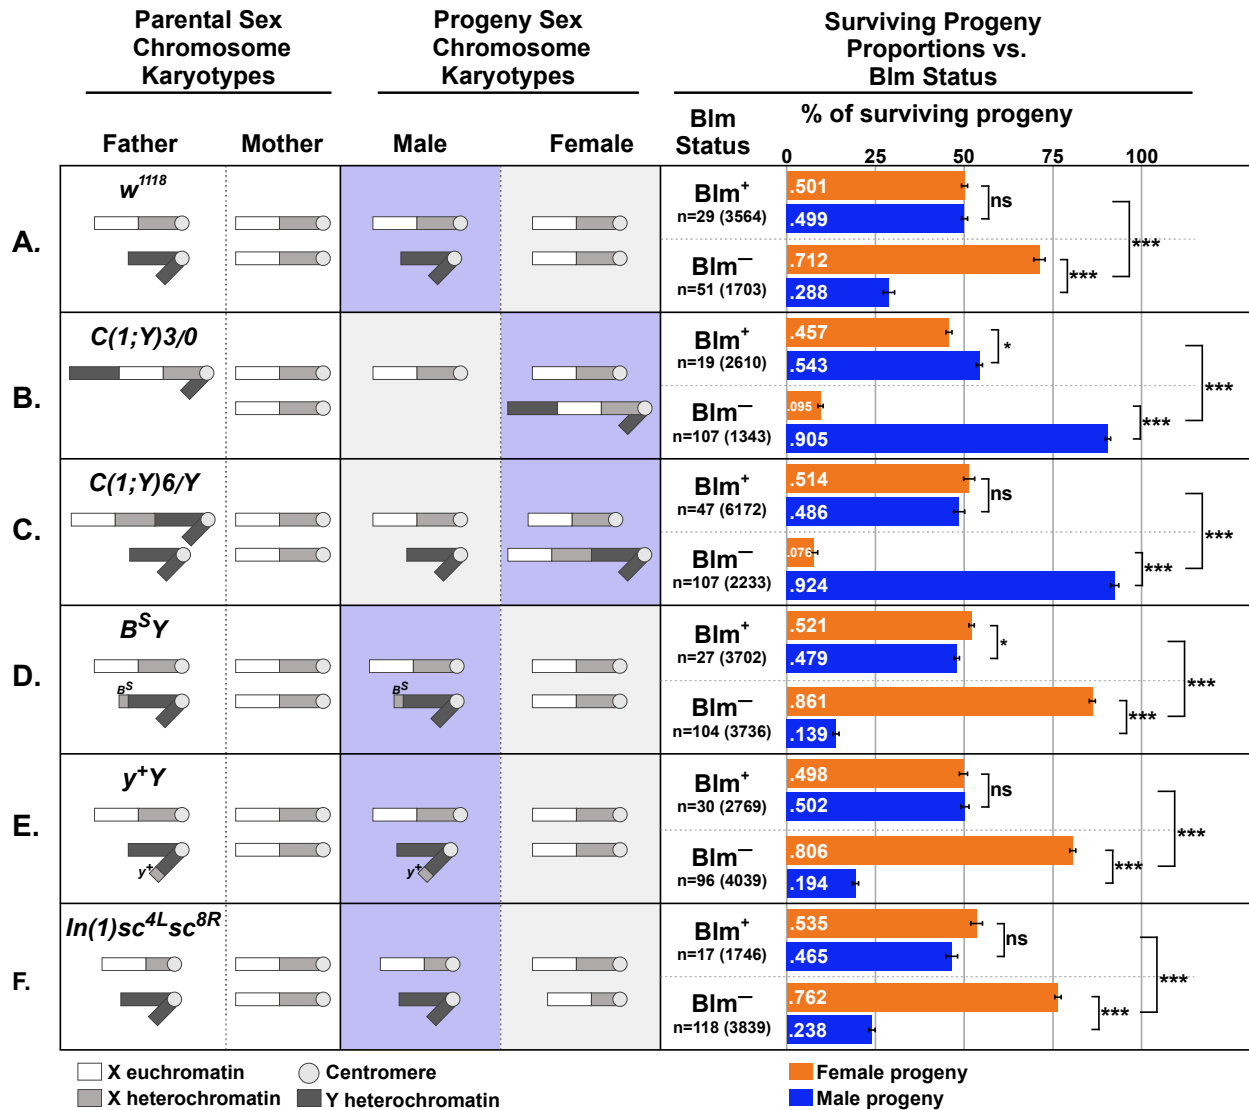 Parental Sex
Chromosome
Karyotypes
Progeny Sex
Chromosome
Karyotypes
Surviving Progeny
Proportions vs.
Blm Status
Father
Mother
Male
Female
Blm
Status
% of surviving progeny
0 25 50 75 100
A.
w1118
Blm+
n=29 (3564)
.501
.499
ns
Blm—
n=51 (1703)
.712
.288
***
***
B.
C(1;Y)3/0
Blm+
n=19 (2610)
.457
.543
*
Blm—
n=107 (1343)
.095
.905
***
***
C.
C(1;Y)6/Y
Blm+
n=47 (6172)
.514
.486
ns
Blm—
n=107 (2233)
.076
.924
***
***
D.
BSY
BS
BS
Blm+
n=27 (3702)
.521
.479
*
Blm—
n=104 (3736)
.861
.139
***
***
E.
y+Y
y+
y+
Blm+
n=30 (2769)
.498
.502
ns
Blm—
n=96 (4039)
.806
.194
***
***
F.
In(1)sc4Lsc8R
Blm+
n=17 (1746)
.535
.465
ns
Blm—
n=118 (3839)
.762
.238
***
***
X euchromatin
Centromere
X heterochromatin
Y heterochromatin
Female progeny
Male progeny